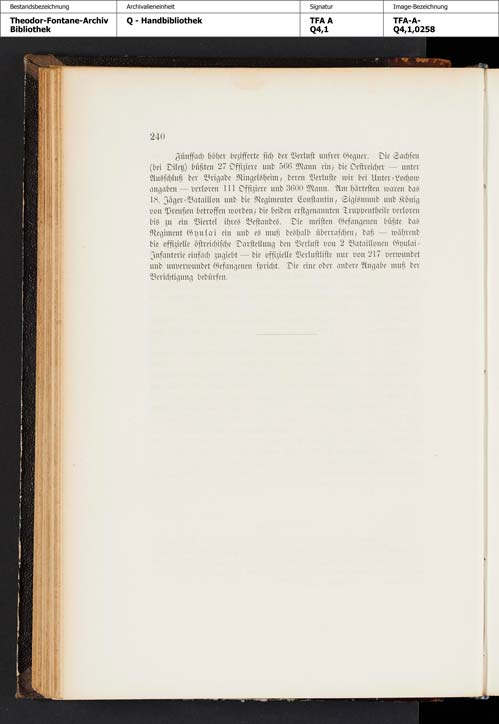 Bestandsbezeichnung Archivalieneinheit Signatur Image-Bezeichnung
Theodor-Fontane-Archiv Q - Handbibliothek TFA A TFA-A-
Bibliothek Q4,1 Q4,1,0258
240
Fünffach höher bezifferte sich der Verlust unsrer Gegner. Die Sachsen
(bei Diletz) büßten 27 Offiziere und 566 Mann ein; die Oestreicher — unter
Ausschluß der Brigade Ringelsheim, deren Verluste wir bei Unter-Lochow
angaben — verloren 111 Offiziere und 3600 Mann. Am härtesten waren das
18. Jäger-Bataillon und die Regimenter Constantin, Sigismund und König
von Preußen betroffen worden; die beiden erstgenannten Truppentheile verloren
bis zu ein Viertel ihres Bestandes. Die meisten Gefangenen büßte das
Regiment Gyulai ein und es muß deshalb überraschen, daß — während
die offizielle östreichische Darstellung den Verlust von 2 Bataillonen Gyulai-
Infanterie einfach zugiebt — die offizielle Verlustliste nur von 217 verwundet
und unverwundet Gefangenen spricht. Die eine oder andere Angabe muß der
Berichtigung bedürfen.